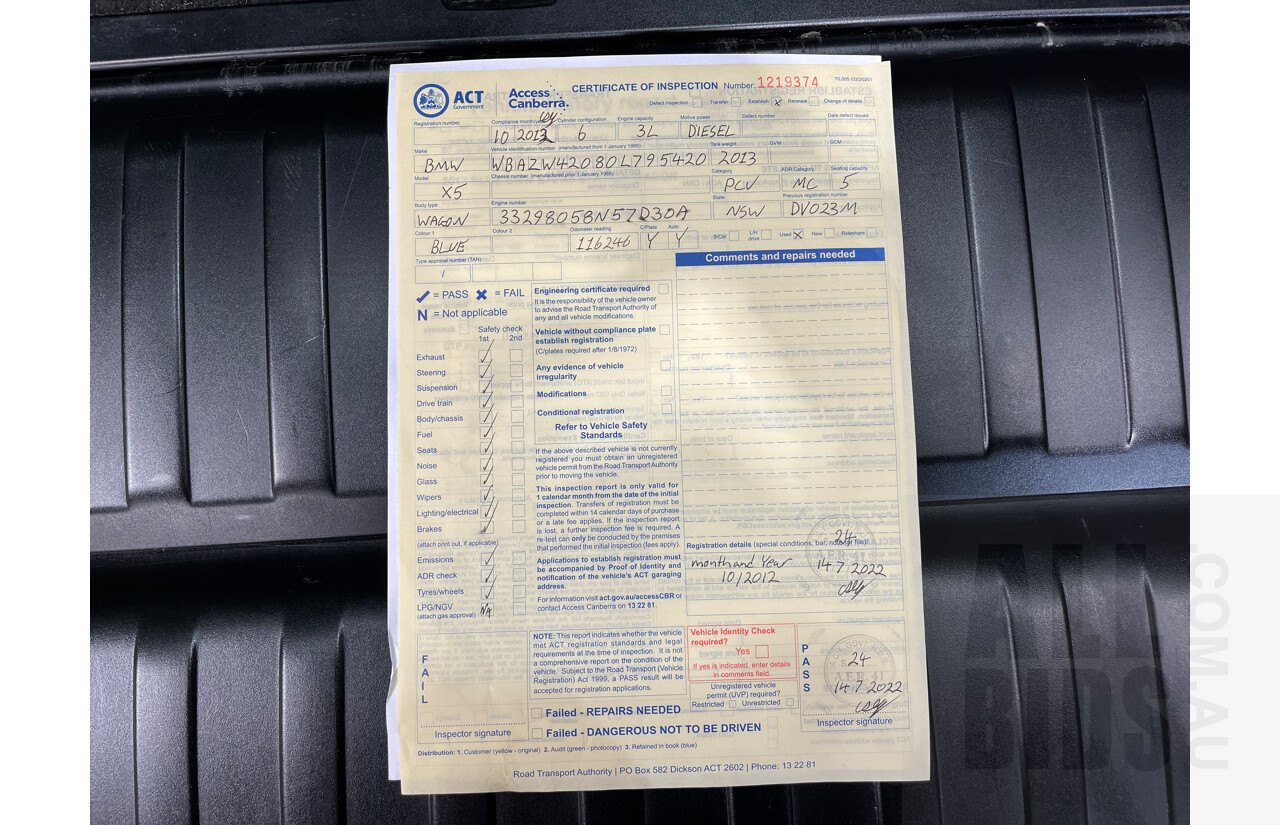 ACT
Government
Access
Canberra.
CERTIFICATE OF INSPECTION Number: 1219374
70.005 (02/2020)
Defect inspection Transfer Establish X Renewal Change of details
Registration number Compliance month/year Cylinder configuration Engine capacity Motive power Defect number Date defect issued
10 2012 6 3L DIESEL
Make Vehicle identification number (manufactured from 1 January 1989) Tare weight GVM GCM
BMW WBAZW42080L795420 2013
Model Chassis number (manufactured prior 1 January 1989) Category ADR Category Seating capacity
X5 PCV MC 5
Body type Engine number State Previous registration number
WAGON 33298058N57D30A NSW DVO23M
Colour 1 Colour 2 Odometer reading C/Plate Auto
BLUE 116246 Y Y
S/Cat L/H drive Used X New Rideshare
Type approval number (TAN)
/
Comments and repairs needed
✓ = PASS ✖ = FAIL
N = Not applicable
Safety check
1st 2nd
Exhaust ✓
Steering ✓
Suspension ✓
Drive train ✓
Body/chassis ✓
Fuel ✓
Seats ✓
Noise ✓
Glass ✓
Wipers ✓
Lighting/electrical ✓
Brakes ✓
(attach print out, if applicable)
Emissions ✓
ADR check ✓
Tyres/wheels ✓
LPG/NGV NA
(attach gas approval)
Engineering certificate required
It is the responsibility of the vehicle owner
to advise the Road Transport Authority of
any and all vehicle modifications.
Vehicle without compliance plate
establish registration
(C/plates required after 1/8/1972)
Any evidence of vehicle
irregularity
Modifications
Conditional registration
Refer to Vehicle Safety
Standards
If the above described vehicle is not currently
registered you must obtain an unregistered
vehicle permit from the Road Transport Authority
prior to moving the vehicle.
This inspection report is only valid for
1 calendar month from the date of the initial
inspection. Transfers of registration must be
completed within 14 calendar days of purchase
or a late fee applies. If the inspection report
is lost, a further inspection fee is required. A
re-test can only be conducted by the premises
that performed the initial inspection (fees apply).
Applications to establish registration must
be accompanied by Proof of Identity and
notification of the vehicle's ACT garaging
address.
For information visit act.gov.au/accessCBR or
contact Access Canberra on 13 22 81.
Registration details (special conditions, bar, notover file):
month and Year
10/2012
24
A.E.R 41
14 7 2022
FAIL
Inspector signature
NOTE: This report indicates whether the vehicle
met ACT registration standards and legal
requirements at the time of inspection. It is not
a comprehensive report on the condition of the
vehicle. Subject to the Road Transport (Vehicle
Registration) Act 1999, a PASS result will be
accepted for registration applications.
Vehicle Identity Check
required?
Yes
If yes is indicated, enter details
in comments field.
Unregistered vehicle
permit (UVP) required?
Restricted Unrestricted
PASS
24
A.E.R 41
14 7 2022
Inspector signature
Failed - REPAIRS NEEDED
Failed - DANGEROUS NOT TO BE DRIVEN
Distribution: 1. Customer (yellow - original) 2. Audit (green - photocopy) 3. Retained in book (blue)
Road Transport Authority | PO Box 582 Dickson ACT 2602 | Phone: 13 22 81
.COM.AU